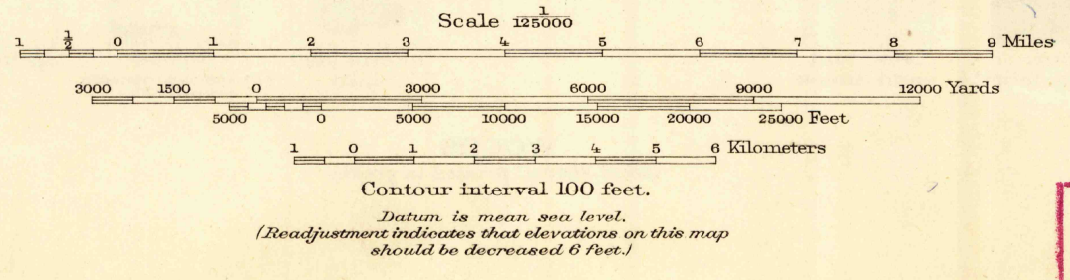 Scale 1/125000
1 1/2 0 1 2 3 4 5 6 7 8 9 Miles
3000 1500 0 3000 6000 9000 12000 Yards
5000 0 5000 10000 15000 20000 25000 Feet
1 0 1 2 3 4 5 6 Kilometers
Contour interval 100 feet.
Datum is mean sea level.
(Readjustment indicates that elevations on this map
should be decreased 6 feet.)